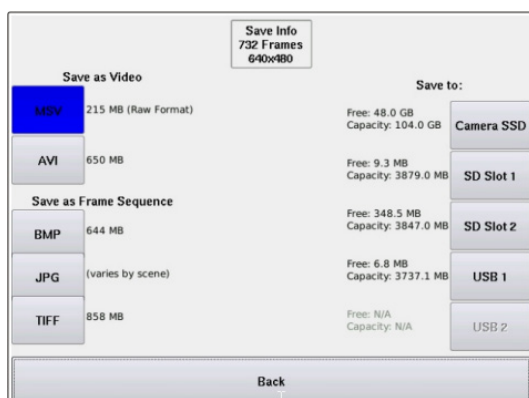 Save Info
732 Frames
640x480
Save as Video
MSV
215 MB (Raw Format)
AVI
650 MB
Save as Frame Sequence
BMP
644 MB
JPG
(varies by scene)
TIFF
858 MB
Save to:
Free: 48.0 GB
Capacity: 104.0 GB
Camera SSD
Free: 9.3 MB
Capacity: 3879.0 MB
SD Slot 1
Free: 348.5 MB
Capacity: 3847.0 MB
SD Slot 2
Free: 6.8 MB
Capacity: 3737.1 MB
USB 1
Free: N/A
Capacity: N/A
USB 2
Back